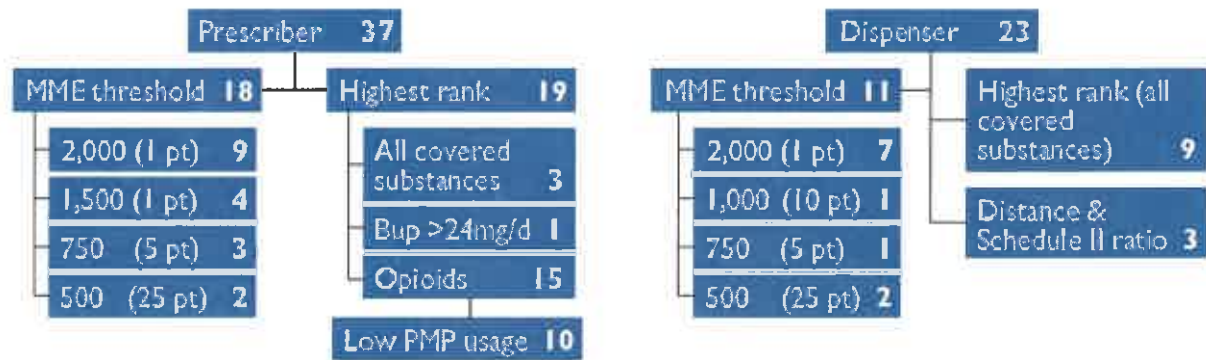 Prescriber 37
MME threshold 18
2,000 (1 pt) 9
1,500 (1 pt) 4
750 (5 pt) 3
500 (25 pt) 2
Highest rank 19
All covered
substances 3
Bup >24mg/d 1
Opioids 15
Low PMP usage 10
Dispenser 23
MME threshold 11
2,000 (1 pt) 7
1,000 (10 pt) 1
750 (5 pt) 1
500 (25 pt) 2
Highest rank (all
covered
substances) 9
Distance &
Schedule II ratio 3